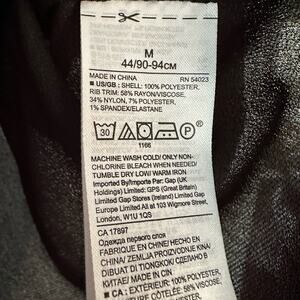 M
44/90-94CM
MADE IN CHINA RN 54023
■ US/GB : SHELL: 100% POLYESTER,
RIB TRIM: 58% RAYON/VISCOSE,
34% NYLON, 7% POLYESTER,
1% SPANDEX/ELASTANE
30 P
1166
MACHINE WASH COLD/ ONLY NON-
CHLORINE BLEACH WHEN NEEDED/
TUMBLE DRY LOW/ WARM IRON
Imported By/Importe Par: Gap (UK
Holdings) Limited: GPS (Great Britain)
Limited Gap Stores (Ireland) Limited Gap
Europe Limited All at 103 Wigmore Street,
London, W1U 1QS
CA 17897
Одежда первого слоя
FABRIQUE EN CHINE/ HECHO EN
CHINA/ ZEMLJA PROIZVODNJE KINA/
DIBUAT DI TIONGKOK
КИТАЕ/ MADE IN CIN
■ CA : EXTÉRIEUR: 100% POLYESTER,
CÔTELÉE: 58% VISCOSE,